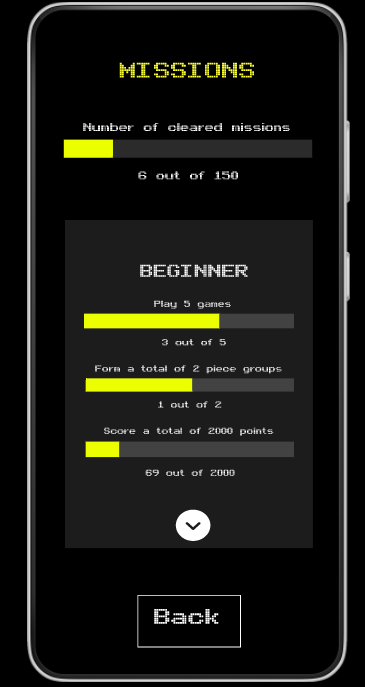 MISSIONS
Number of cleared missions
6 out of 150
BEGINNER
Play 5 games
3 out of 5
Form a total of 2 piece groups
1 out of 2
Score a total of 2000 points
69 out of 2000
Back